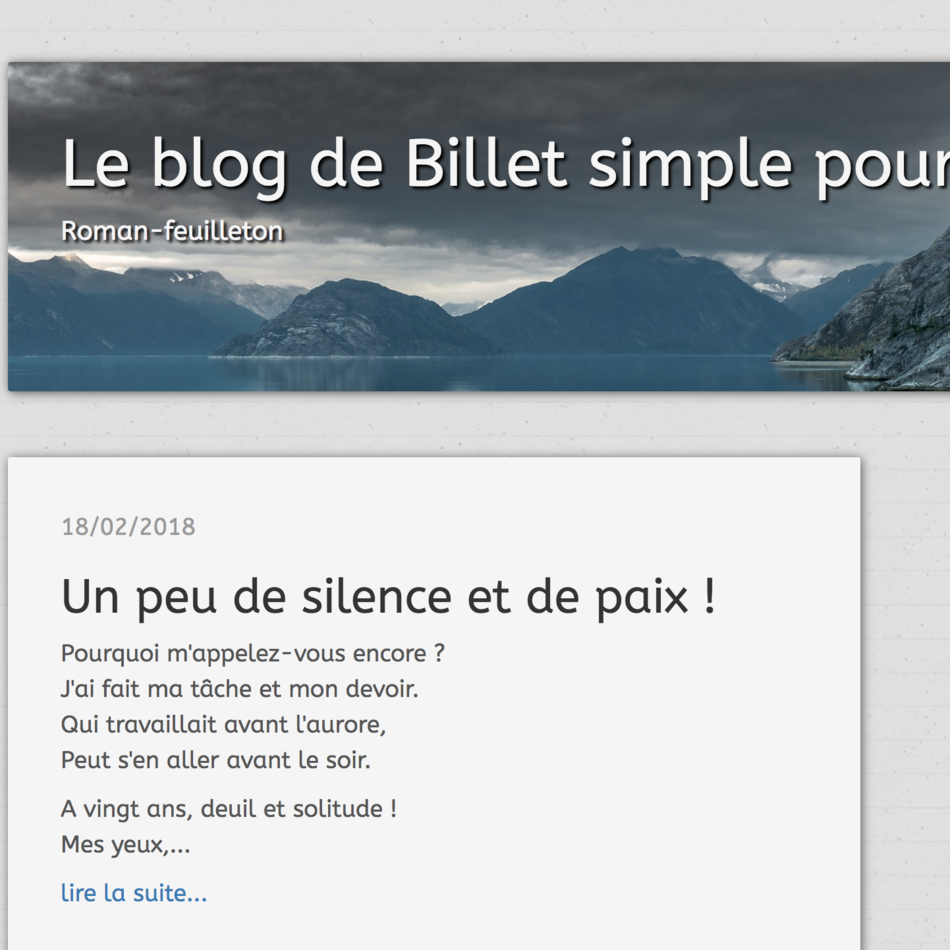 Le blog de Billet simple pour
Roman-feuilleton
18/02/2018
Un peu de silence et de paix !
Pourquoi m'appelez-vous encore ?
J'ai fait ma tâche et mon devoir.
Qui travaillait avant l'aurore,
Peut s'en aller avant le soir.
A vingt ans, deuil et solitude !
Mes yeux,...
lire la suite...